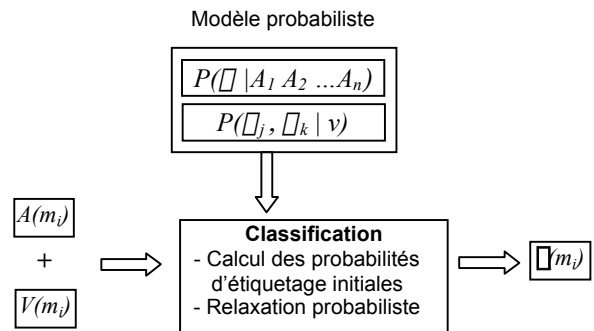 Modèle probabiliste
P(▯ |A1 A2 ...An)
P(▯j , ▯k | v)
A(mi)
+
V(mi)
Classification
- Calcul des probabilités
d'étiquetage initiales
- Relaxation probabiliste
▯(mi)